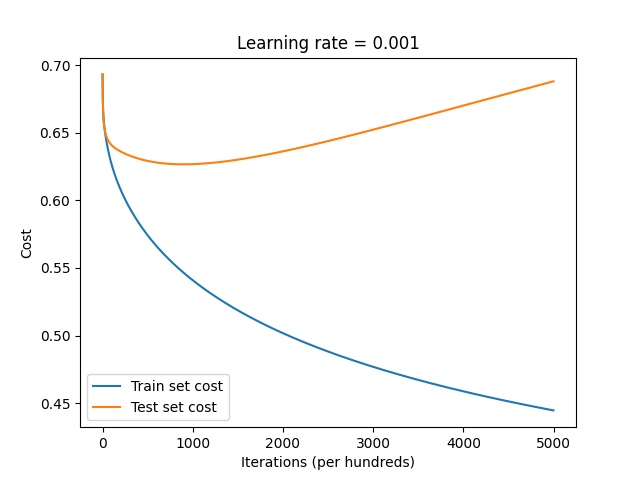 Learning rate = 0.001
0.70
0.65
0.60
0.55
0.50
0.45
Cost
Train set cost
Test set cost
0 1000 2000 3000 4000 5000
Iterations (per hundreds)